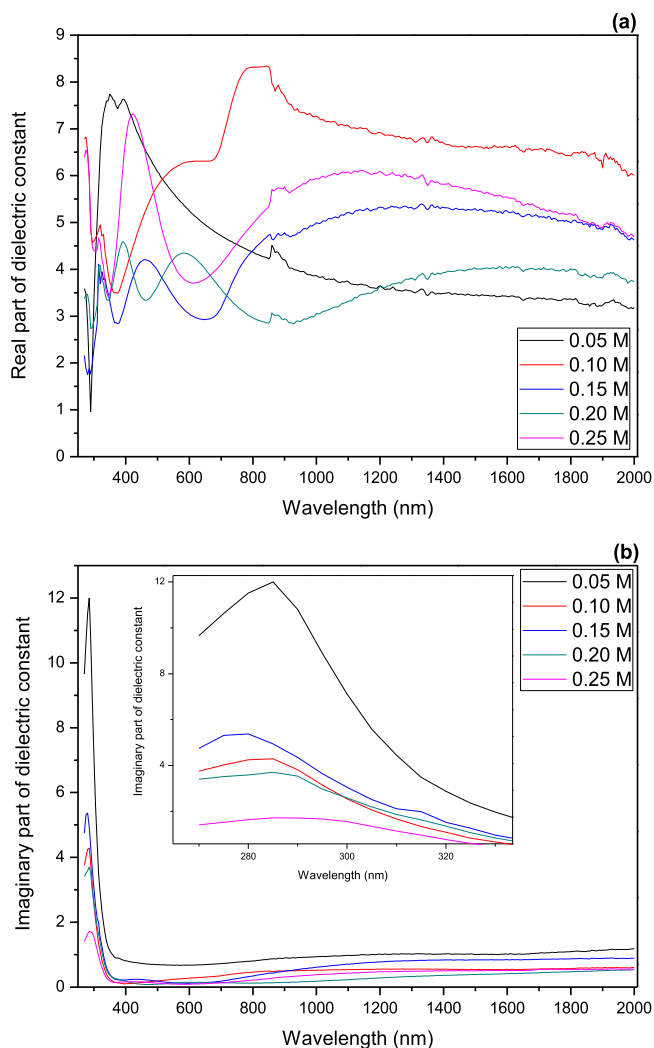 (a)
9
8
7
6
5
4
3
2
1
0
Real part of dielectric constant
400 600 800 1000 1200 1400 1600 1800 2000
Wavelength (nm)
0.05 M
0.10 M
0.15 M
0.20 M
0.25 M
(b)
12
10
8
6
4
2
0
Imaginary part of dielectric constant
400 600 800 1000 1200 1400 1600 1800 2000
Wavelength (nm)
0.05 M
0.10 M
0.15 M
0.20 M
0.25 M
12
8
4
Imaginary part of dielectric constant
280 300 320
Wavelength (nm)